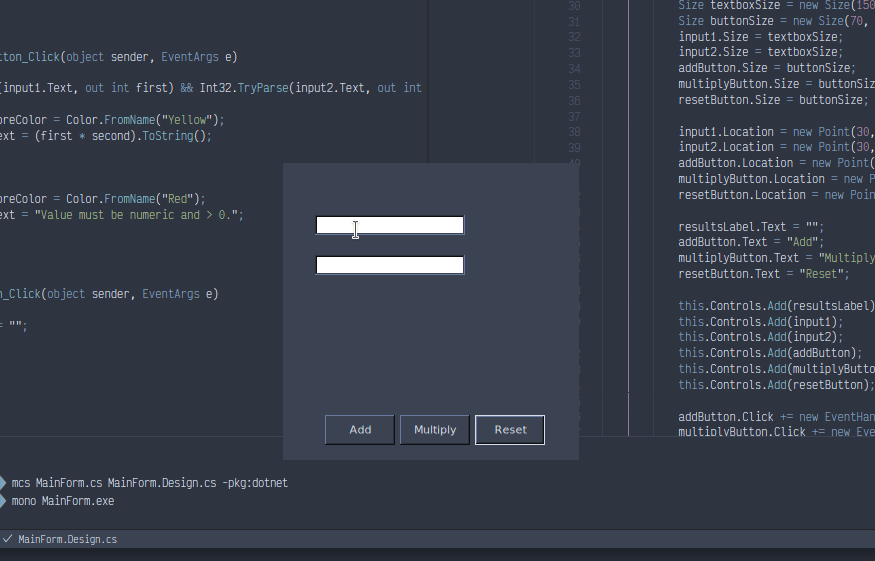 tton_Click(object sender, EventArgs e)
(input1.Text, out int first) && Int32.TryParse(input2.Text, out int
oreColor = Color.FromName("Yellow");
ext = (first * second).ToString();
oreColor = Color.FromName("Red");
ext = "Value must be numeric and > 0.";
n_Click(object sender, EventArgs e)
= "";
30 Size textboxSize = new Size(150
31 Size buttonSize = new Size(70,
32 input1.Size = textboxSize;
33 input2.Size = textboxSize;
34 addButton.Size = buttonSize;
35 multiplyButton.Size = buttonSiz
36 resetButton.Size = buttonSize;
37
38 input1.Location = new Point(30,
39 input2.Location = new Point(30,
addButton.Location = new Point(
multiplyButton.Location = new P
resetButton.Location = new Poin
resultsLabel.Text = "";
addButton.Text = "Add";
multiplyButton.Text = "Multiply
resetButton.Text = "Reset";
this.Controls.Add(resultsLabel)
this.Controls.Add(input1);
this.Controls.Add(input2);
this.Controls.Add(addButton);
this.Controls.Add(multiplyButto
this.Controls.Add(resetButton);
addButton.Click += new EventHan
multiplyButton.Click += new Eve
Add Multiply Reset
mcs MainForm.cs MainForm.Design.cs -pkg:dotnet
mono MainForm.exe
✓ MainForm.Design.cs